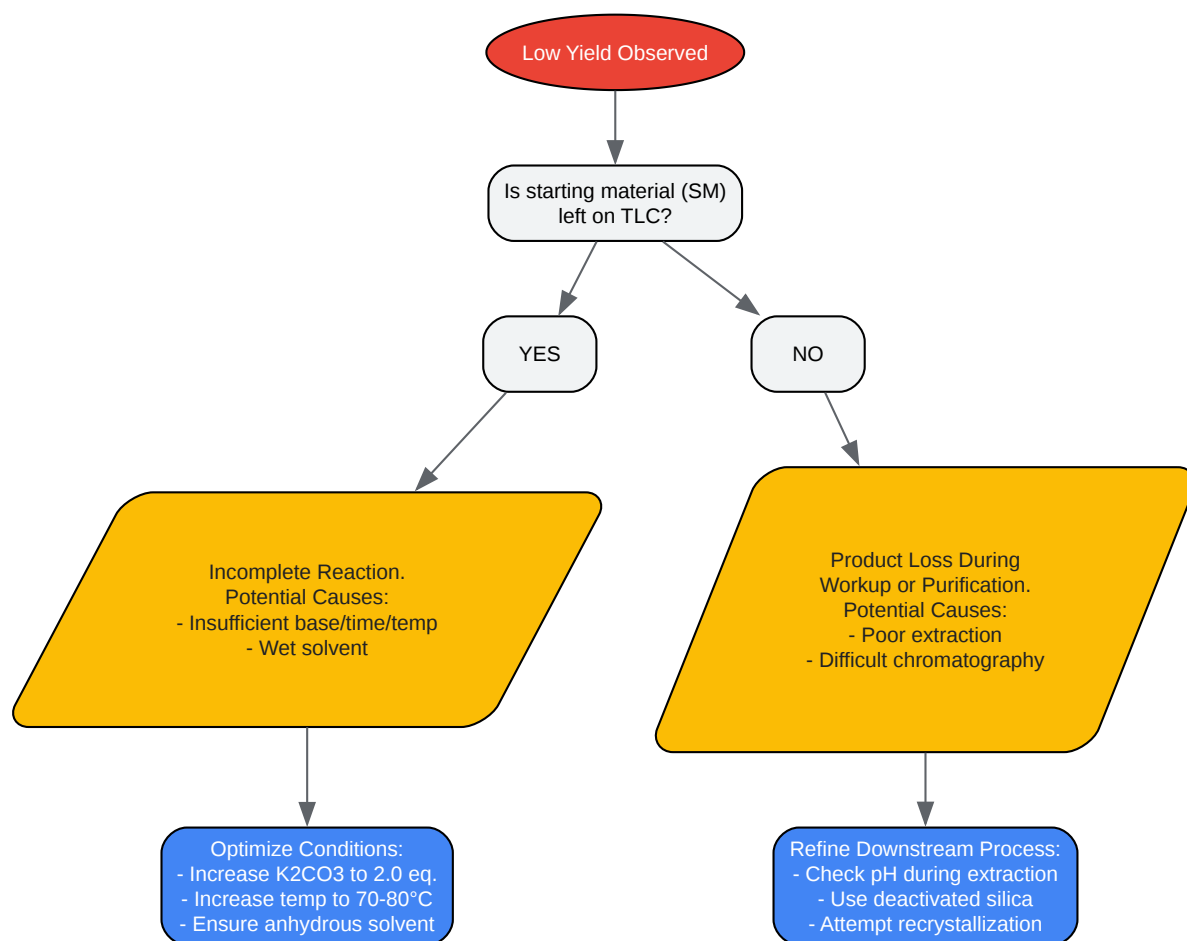 Low Yield Observed
Is starting material (SM)
left on TLC?
YES
NO
Incomplete Reaction.
Potential Causes:
- Insufficient base/time/temp
- Wet solvent
Product Loss During
Workup or Purification.
Potential Causes:
- Poor extraction
- Difficult chromatography
Optimize Conditions:
- Increase K2CO3 to 2.0 eq.
- Increase temp to 70-80°C
- Ensure anhydrous solvent
Refine Downstream Process:
- Check pH during extraction
- Use deactivated silica
- Attempt recrystallization